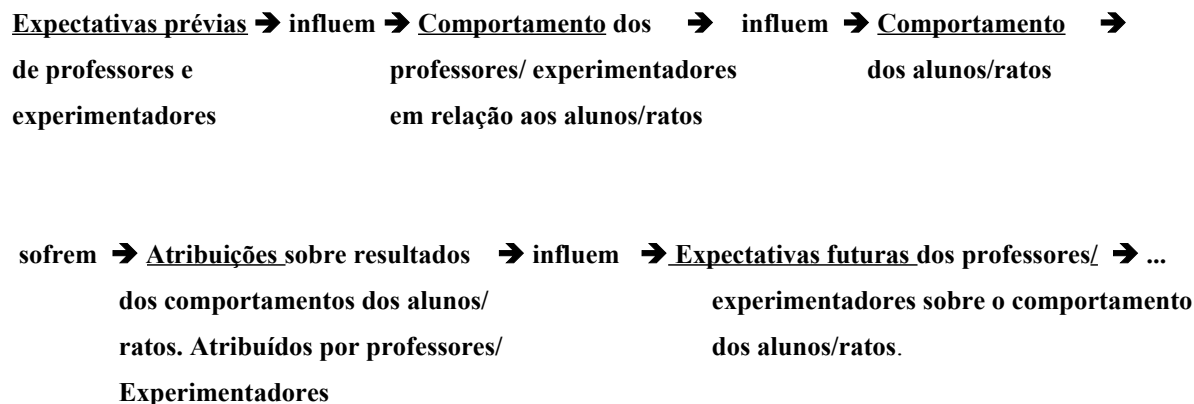 Expectativas prévias ➔ influem ➔ Comportamento dos ➔ influem ➔ Comportamento ➔
de professores e professores/ experimentadores dos alunos/ratos
experimentadores em relação aos alunos/ratos
sofrem ➔ Atribuições sobre resultados ➔ influem ➔ Expectativas futuras dos professores/ ➔ ...
dos comportamentos dos alunos/ experimentadores sobre o comportamento
ratos. Atribuídos por professores/ dos alunos/ratos.
Experimentadores